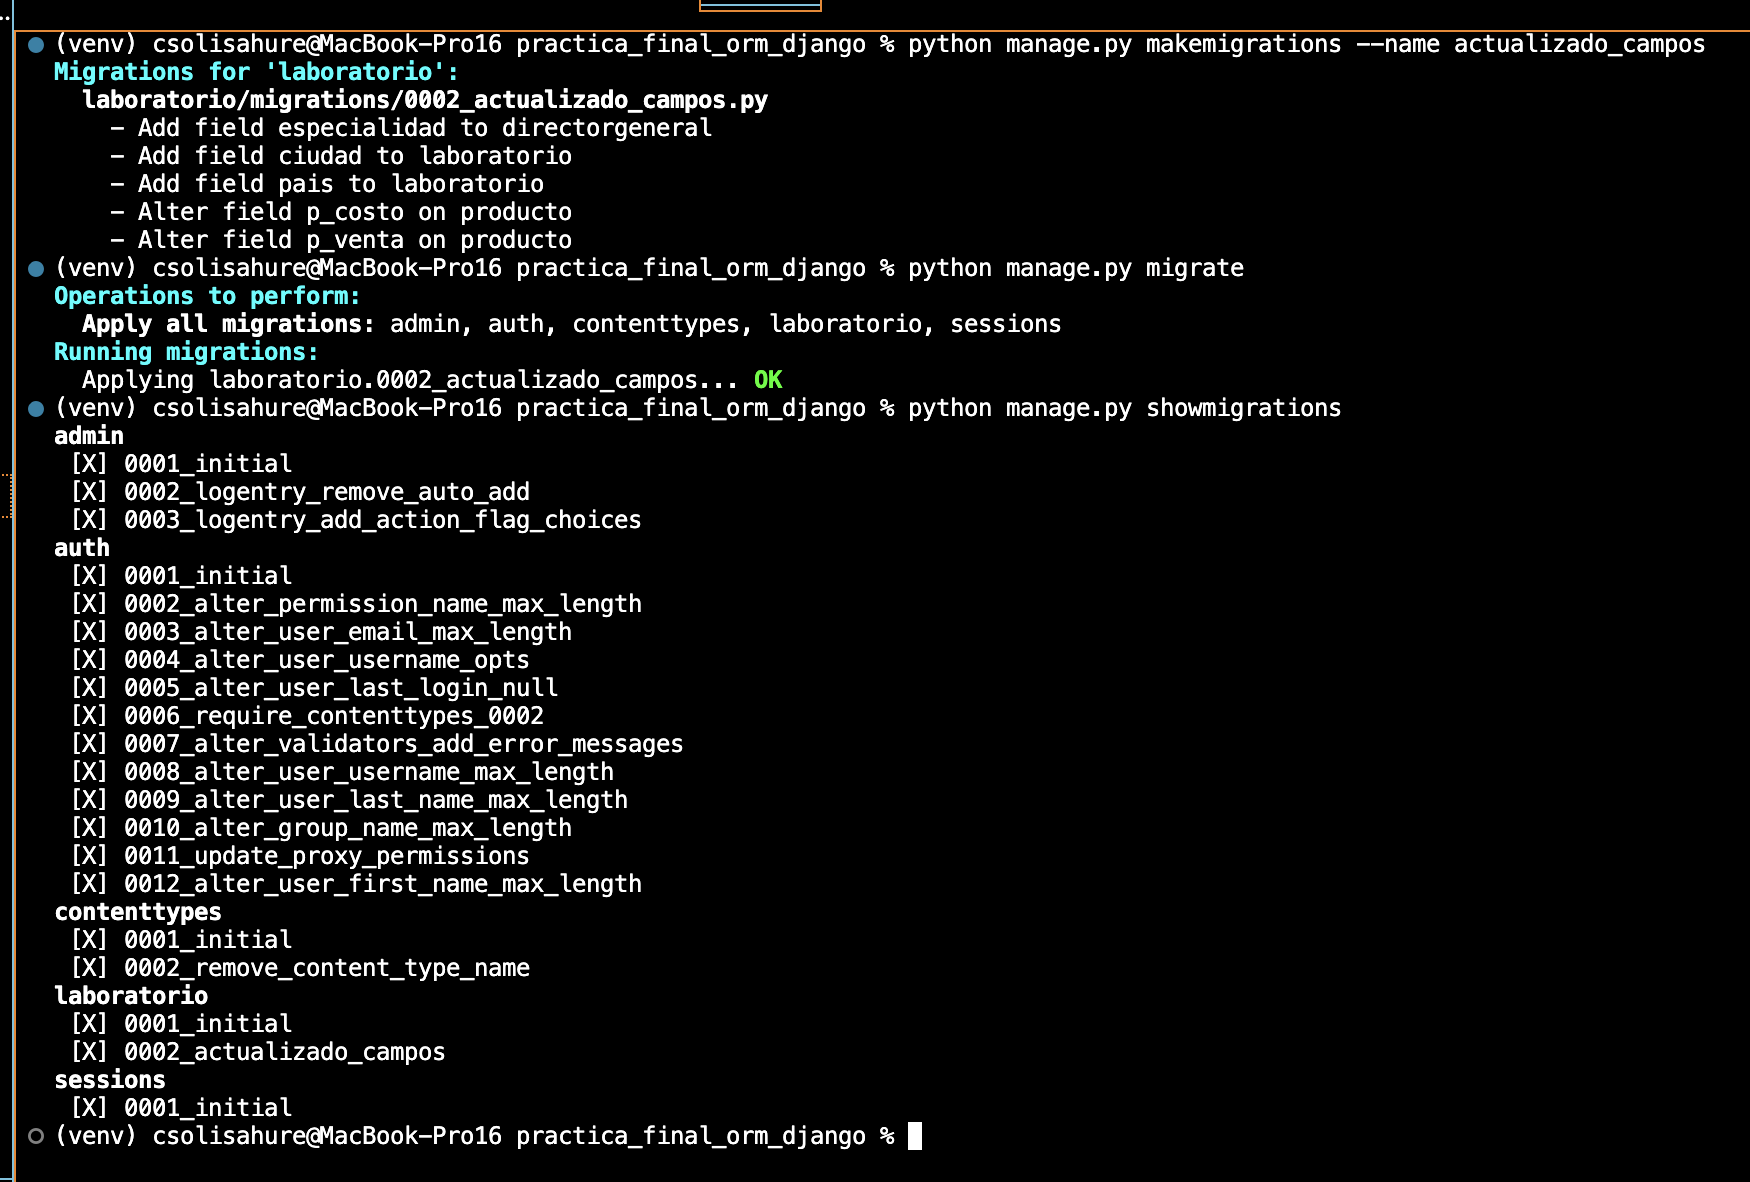 (venv) csolisahure@MacBook-Pro16 practica_final_orm_django % python manage.py makemigrations --name actualizado_campos
Migrations for 'laboratorio':
  laboratorio/migrations/0002_actualizado_campos.py
    - Add field especialidad to directorgeneral
    - Add field ciudad to laboratorio
    - Add field pais to laboratorio
    - Alter field p_costo on producto
    - Alter field p_venta on producto
(venv) csolisahure@MacBook-Pro16 practica_final_orm_django % python manage.py migrate
Operations to perform:
  Apply all migrations: admin, auth, contenttypes, laboratorio, sessions
Running migrations:
  Applying laboratorio.0002_actualizado_campos... OK
(venv) csolisahure@MacBook-Pro16 practica_final_orm_django % python manage.py showmigrations
admin
 [X] 0001_initial
 [X] 0002_logentry_remove_auto_add
 [X] 0003_logentry_add_action_flag_choices
auth
 [X] 0001_initial
 [X] 0002_alter_permission_name_max_length
 [X] 0003_alter_user_email_max_length
 [X] 0004_alter_user_username_opts
 [X] 0005_alter_user_last_login_null
 [X] 0006_require_contenttypes_0002
 [X] 0007_alter_validators_add_error_messages
 [X] 0008_alter_user_username_max_length
 [X] 0009_alter_user_last_name_max_length
 [X] 0010_alter_group_name_max_length
 [X] 0011_update_proxy_permissions
 [X] 0012_alter_user_first_name_max_length
contenttypes
 [X] 0001_initial
 [X] 0002_remove_content_type_name
laboratorio
 [X] 0001_initial
 [X] 0002_actualizado_campos
sessions
 [X] 0001_initial
(venv) csolisahure@MacBook-Pro16 practica_final_orm_django %